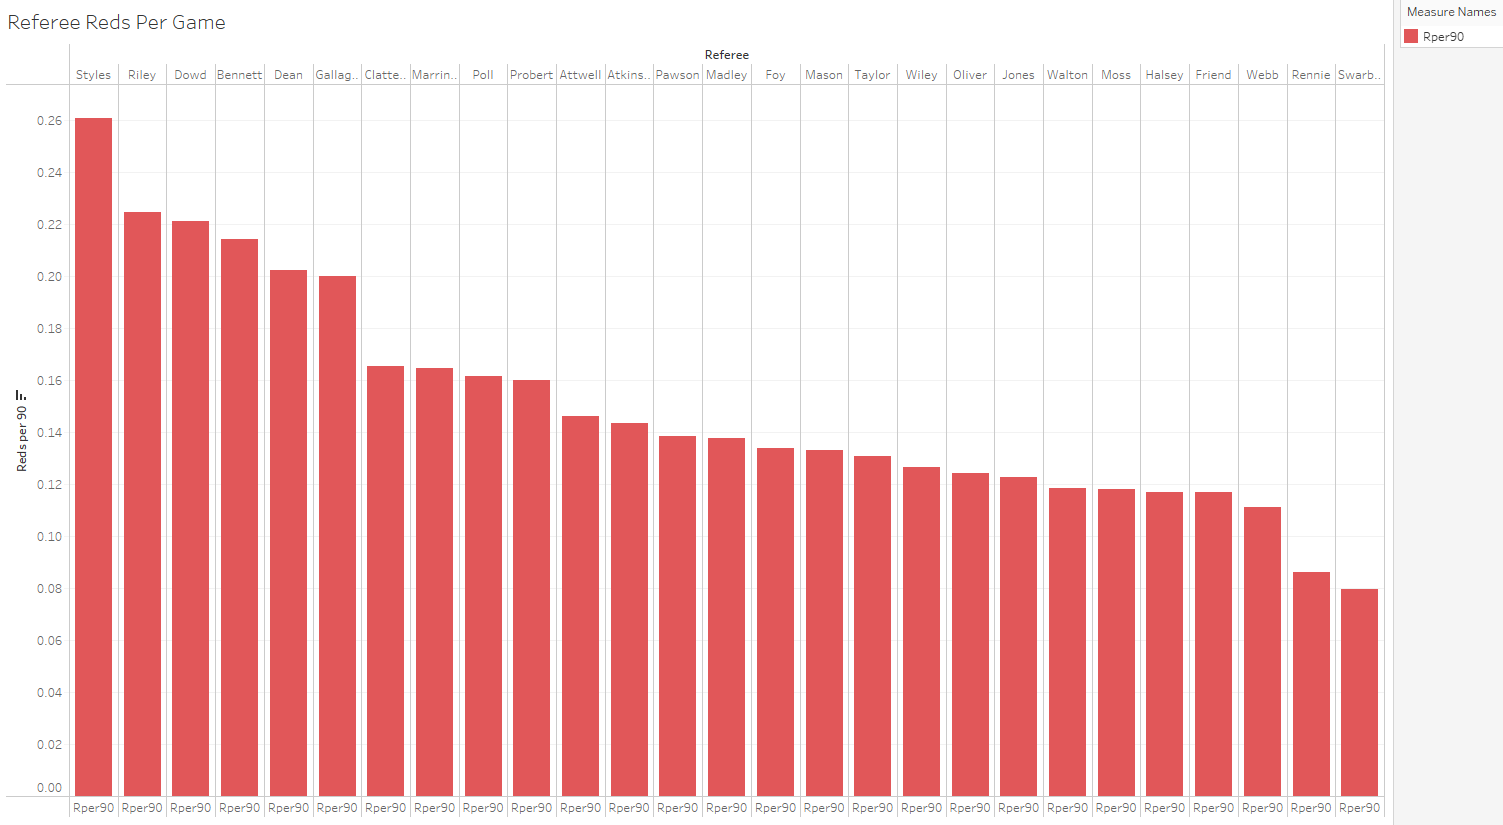 Referee Reds Per Game
Measure Names
Rper90
Referee
Styles Riley Dowd Bennett Dean Gallag.. Clatte.. Marrin.. Poll Probert Attwell Atkins.. Pawson Madley Foy Mason Taylor Wiley Oliver Jones Walton Moss Halsey Friend Webb Rennie Swarb..
0.26
0.24
0.22
0.20
0.18
0.16
0.14
0.12
0.10
0.08
0.06
0.04
0.02
0.00
Reds per 90
Rper90 Rper90 Rper90 Rper90 Rper90 Rper90 Rper90 Rper90 Rper90 Rper90 Rper90 Rper90 Rper90 Rper90 Rper90 Rper90 Rper90 Rper90 Rper90 Rper90 Rper90 Rper90 Rper90 Rper90 Rper90 Rper90 Rper90